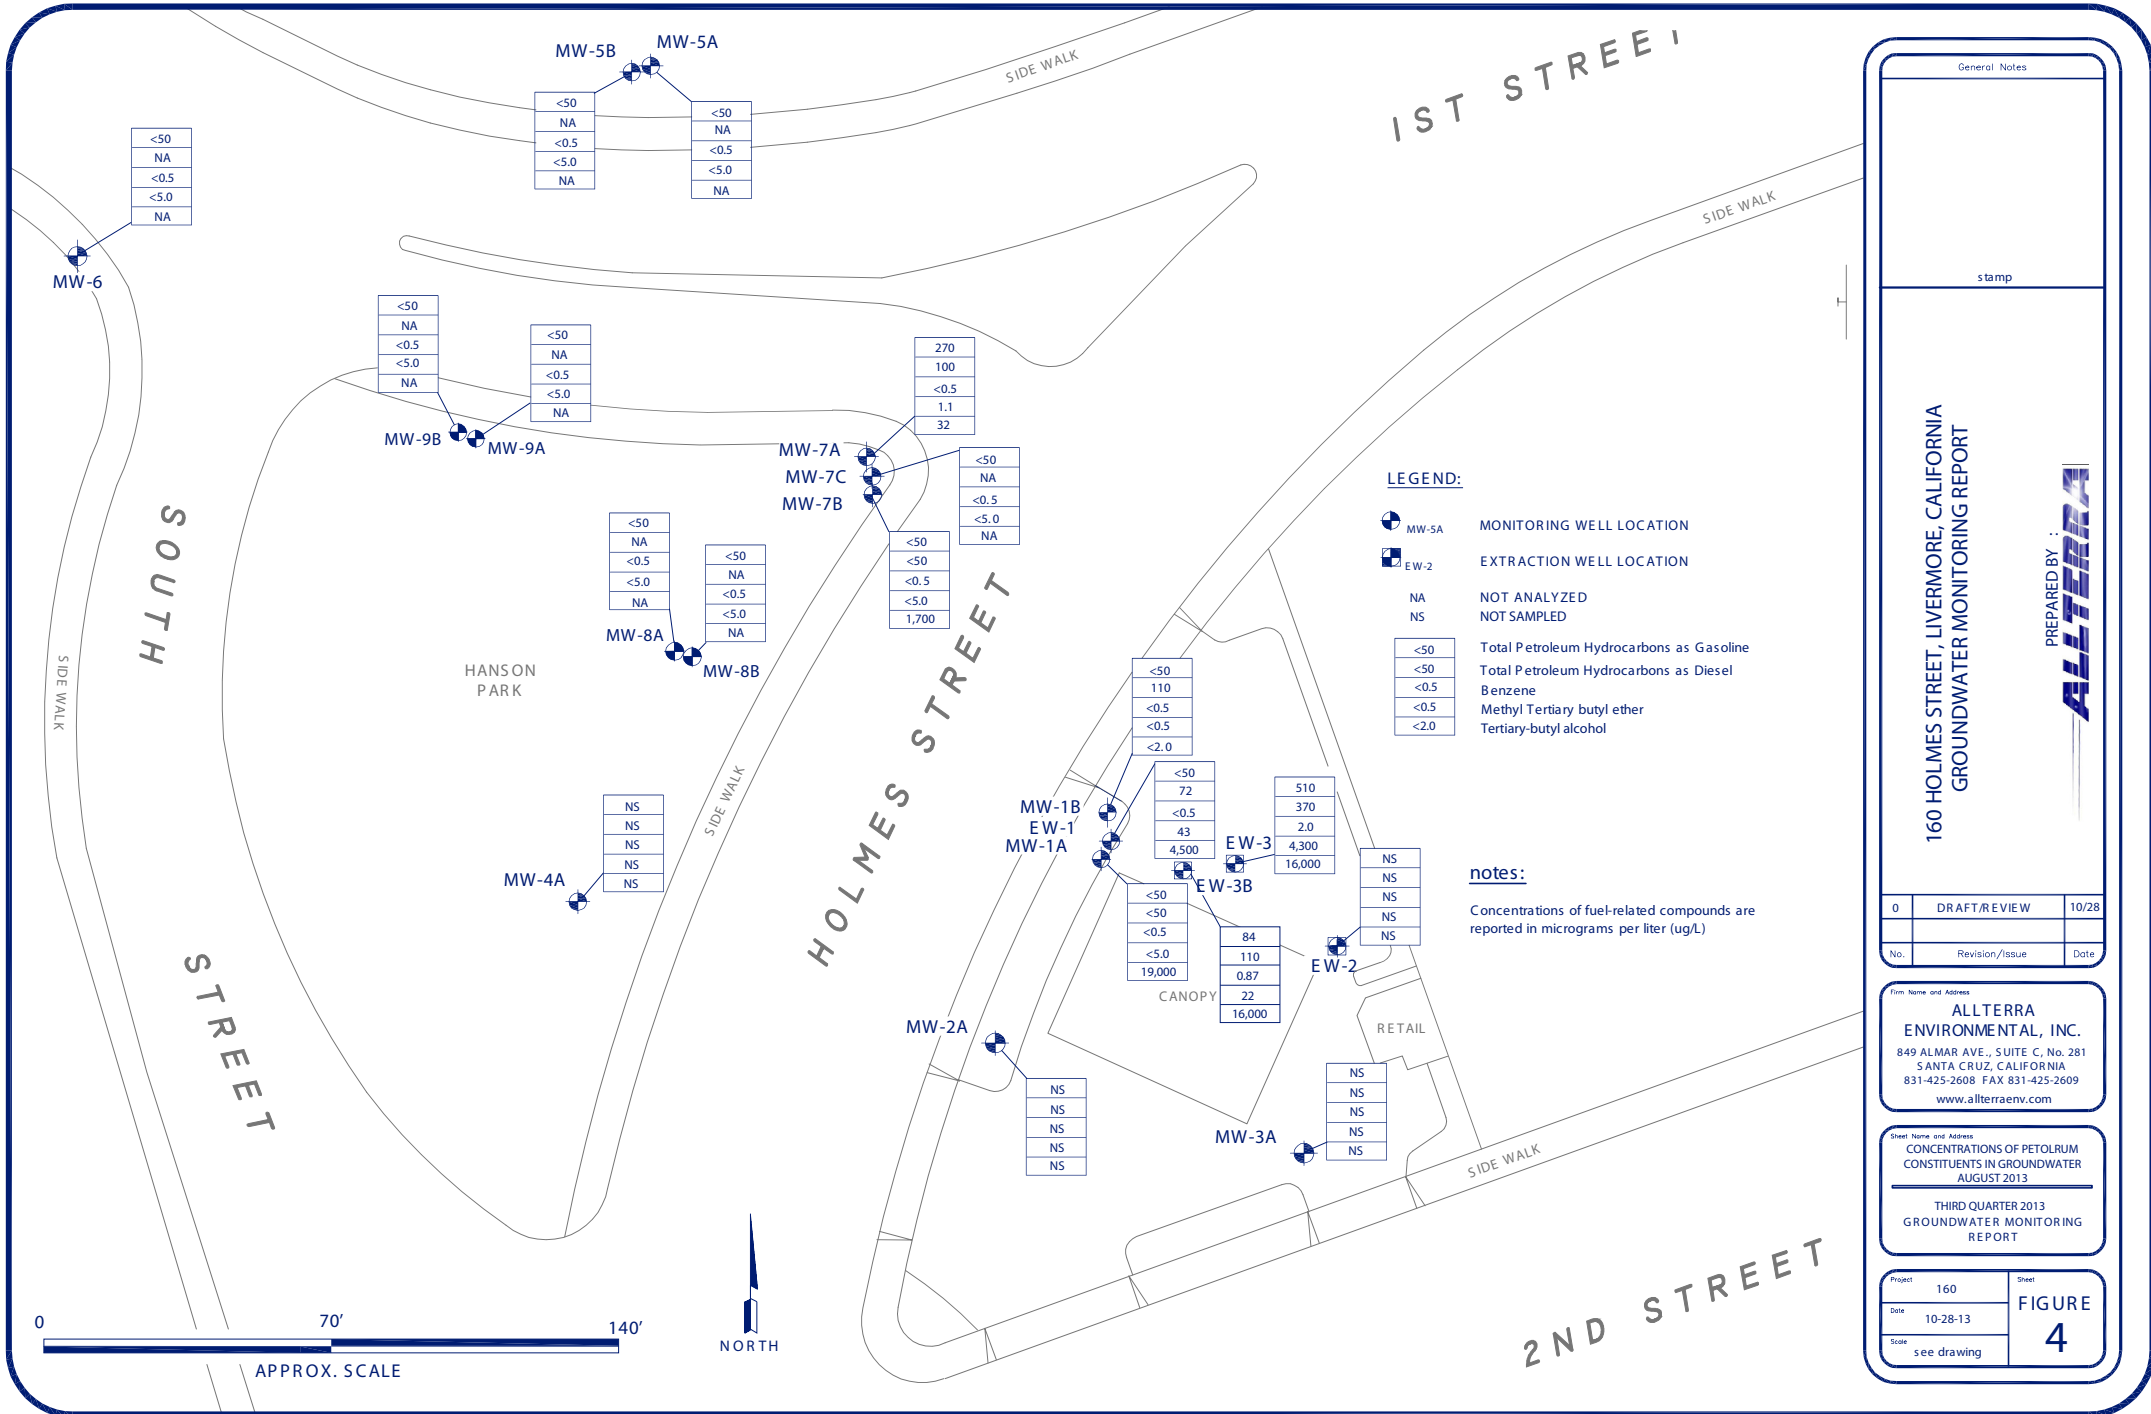 MW-5B
MW-5A
<50
NA
<0.5
<5.0
NA
<50
NA
<0.5
<5.0
NA
SIDE WALK
1ST STREET
SIDE WALK
<50
NA
<0.5
<5.0
NA
MW-6
<50
NA
<0.5
<5.0
NA
<50
NA
<0.5
<5.0
NA
MW-9B
MW-9A
270
100
<0.5
1.1
32
MW-7A
MW-7C
MW-7B
<50
NA
<0.5
<5.0
NA
<50
<50
<0.5
<5.0
1,700
<50
NA
<0.5
<5.0
NA
<50
NA
<0.5
<5.0
NA
MW-8A
MW-8B
HANSON
PARK
SOUTH
STREET
SIDE WALK
SIDE WALK
HOLMES STREET
NS
NS
NS
NS
NS
MW-4A
<50
110
<0.5
<0.5
<2.0
MW-1B
EW-1
MW-1A
<50
72
<0.5
43
4,500
510
370
2.0
4,300
16,000
EW-3
EW-3B
<50
<50
<0.5
<5.0
19,000
84
110
0.87
22
16,000
NS
NS
NS
NS
NS
EW-2
CANOPY
RETAIL
MW-2A
NS
NS
NS
NS
NS
MW-3A
NS
NS
NS
NS
NS
SIDE WALK
2ND STREET
LEGEND:
MW-5A MONITORING WELL LOCATION
EW-2 EXTRACTION WELL LOCATION
NA NOT ANALYZED
NS NOT SAMPLED
<50 Total Petroleum Hydrocarbons as Gasoline
<50 Total Petroleum Hydrocarbons as Diesel
<0.5 Benzene
<0.5 Methyl Tertiary butyl ether
<2.0 Tertiary-butyl alcohol
notes:
Concentrations of fuel-related compounds are
reported in micrograms per liter (ug/L)
0 70' 140'
APPROX. SCALE
NORTH
General Notes
stamp
160 HOLMES STREET, LIVERMORE, CALIFORNIA
GROUNDWATER MONITORING REPORT
PREPARED BY :
ALLTERRA
0 DRAFT/REVIEW 10/28
No. Revision/Issue Date
Firm Name and Address
ALLTERRA
ENVIRONMENTAL, INC.
849 ALMAR AVE., SUITE C, No. 281
SANTA CRUZ, CALIFORNIA
831-425-2608 FAX 831-425-2609
www.allterraenv.com
Sheet Name and Address
CONCENTRATIONS OF PETOLRUM
CONSTITUENTS IN GROUNDWATER
AUGUST 2013
THIRD QUARTER 2013
GROUNDWATER MONITORING
REPORT
Project
160
Date
10-28-13
Scale
see drawing
Sheet
FIGURE
4